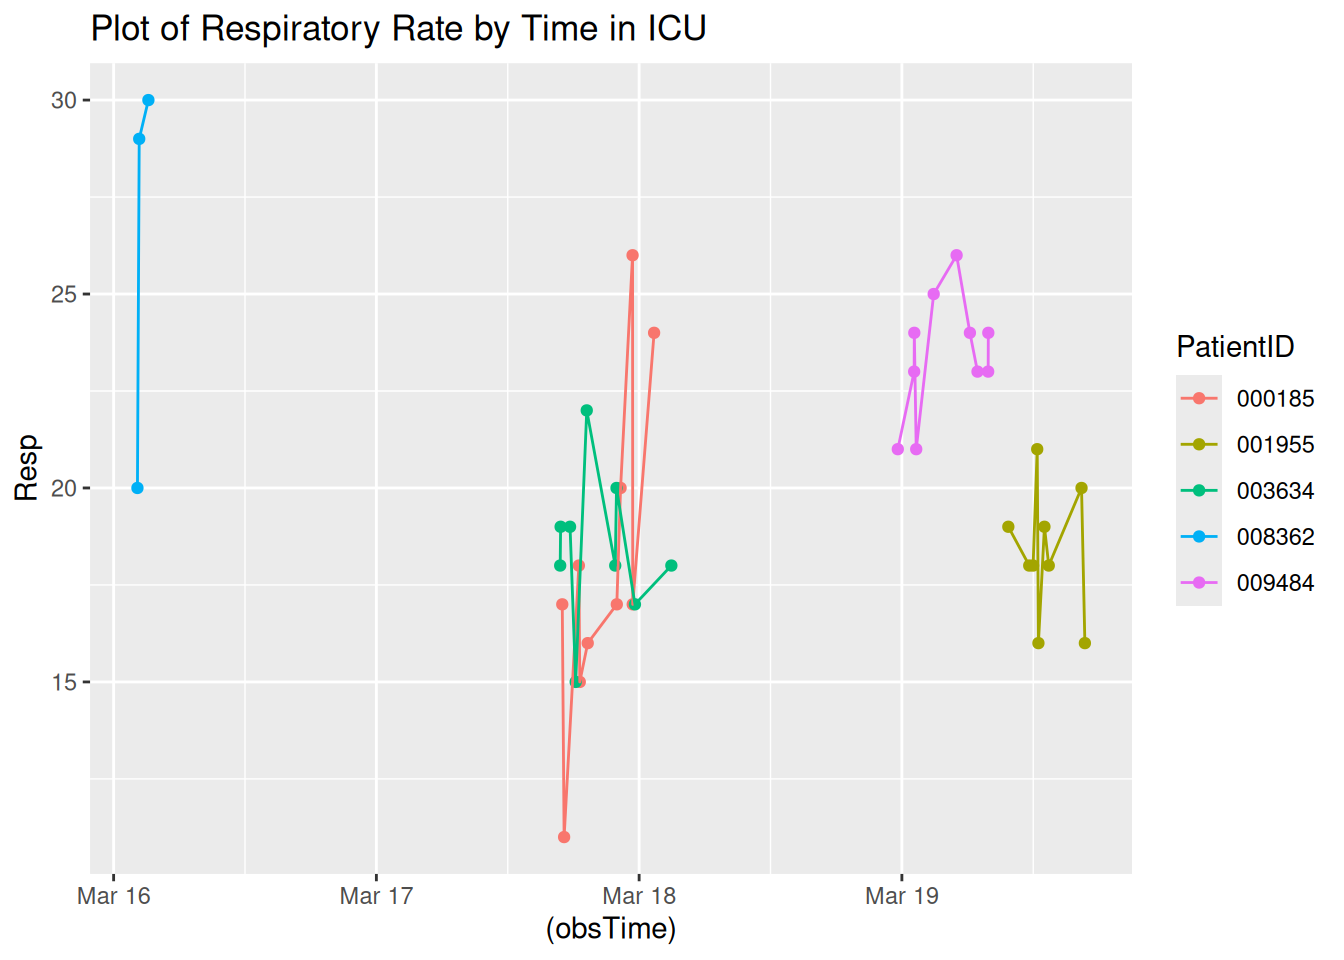 Plot of Respiratory Rate by Time in ICU
30
25
20
15
Resp
Mar 16
Mar 17
Mar 18
Mar 19
(obsTime)
PatientID
000185
001955
003634
008362
009484